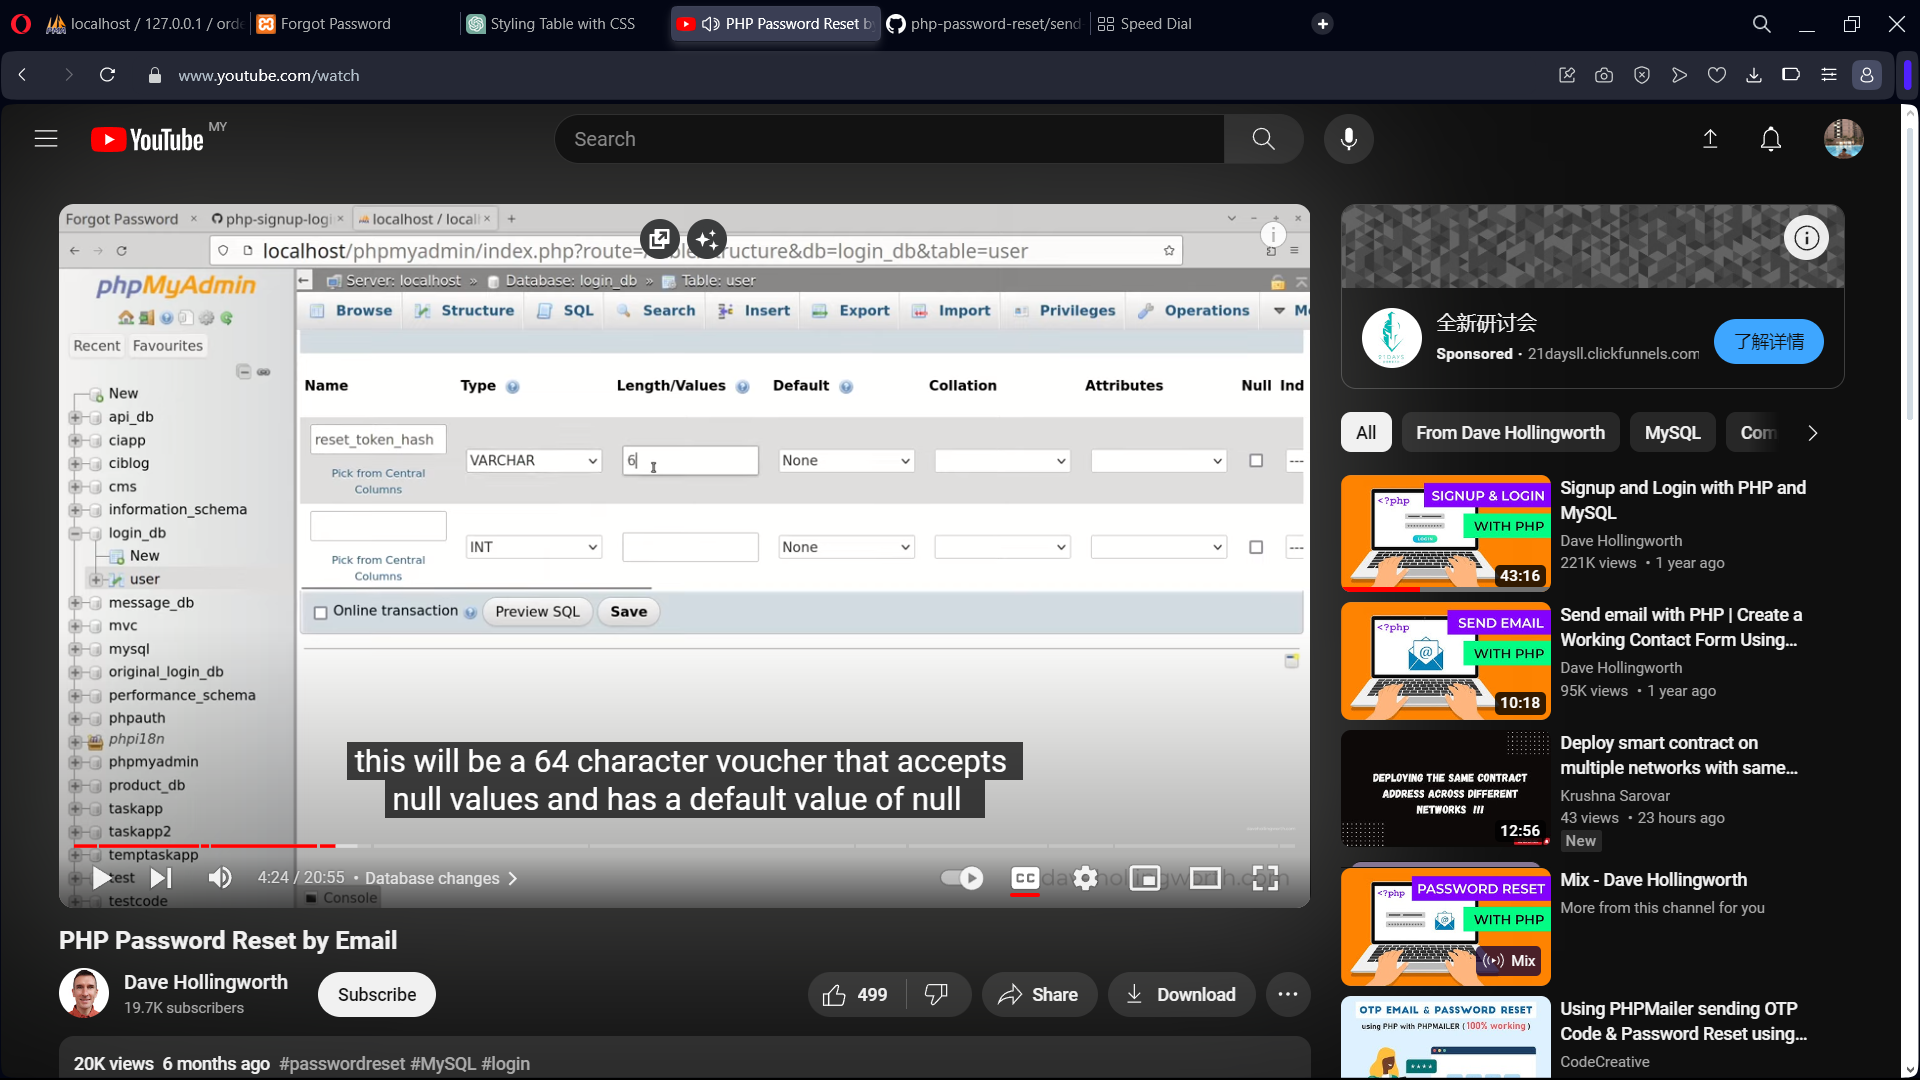 localhost / 127.0.0.1 / orde
Forgot Password
Styling Table with CSS
PHP Password Reset by
php-password-reset/send-
Speed Dial
www.youtube.com/watch
YouTube
MY
Search
Forgot Password
php-signup-logi
localhost / local
localhost/phpmyadmin/index.php?route=
ructure&db=login_db&table=user
phpMyAdmin
Recent
Favourites
New
api_db
ciapp
ciblog
cms
information_schema
login_db
New
user
message_db
mvc
mysql
original_login_db
performance_schema
phpauth
phpi18n
phpmyadmin
product_db
taskapp
taskapp2
temptaskapp
test
testcode
Server: localhost » Database: login_db » Table: user
Browse Structure SQL Search Insert Export Import Privileges Operations
Name Type Length/Values Default Collation Attributes Null Ind
reset_token_hash
Pick from Central
Columns
VARCHAR
6
None
---
Pick from Central
Columns
INT
None
---
Online transaction
Preview SQL
Save
this will be a 64 character voucher that accepts
null values and has a default value of null
4:24 / 20:55 • Database changes
CC
Console
PHP Password Reset by Email
Dave Hollingworth
19.7K subscribers
Subscribe
499
Share
Download
20K views 6 months ago #passwordreset #MySQL #login
全新研讨会
Sponsored · 21daysll.clickfunnels.com
了解详情
21DAYS
All
From Dave Hollingworth
MySQL
Com
<?php
SIGNUP & LOGIN
WITH PHP
LOGIN
43:16
Signup and Login with PHP and
MySQL
Dave Hollingworth
221K views • 1 year ago
<?php
SEND EMAIL
WITH PHP
10:18
Send email with PHP | Create a
Working Contact Form Using...
Dave Hollingworth
95K views • 1 year ago
DEPLOYING THE SAME CONTRACT
ADDRESS ACROSS DIFFERENT
NETWORKS !!!
12:56
Deploy smart contract on
multiple networks with same...
Krushna Sarovar
43 views • 23 hours ago
New
<?php
PASSWORD RESET
WITH PHP
Mix
Mix - Dave Hollingworth
More from this channel for you
OTP EMAIL & PASSWORD RESET
using PHP with PHPMAILER (100% working)
Using PHPMailer sending OTP
Code & Password Reset using...
CodeCreative